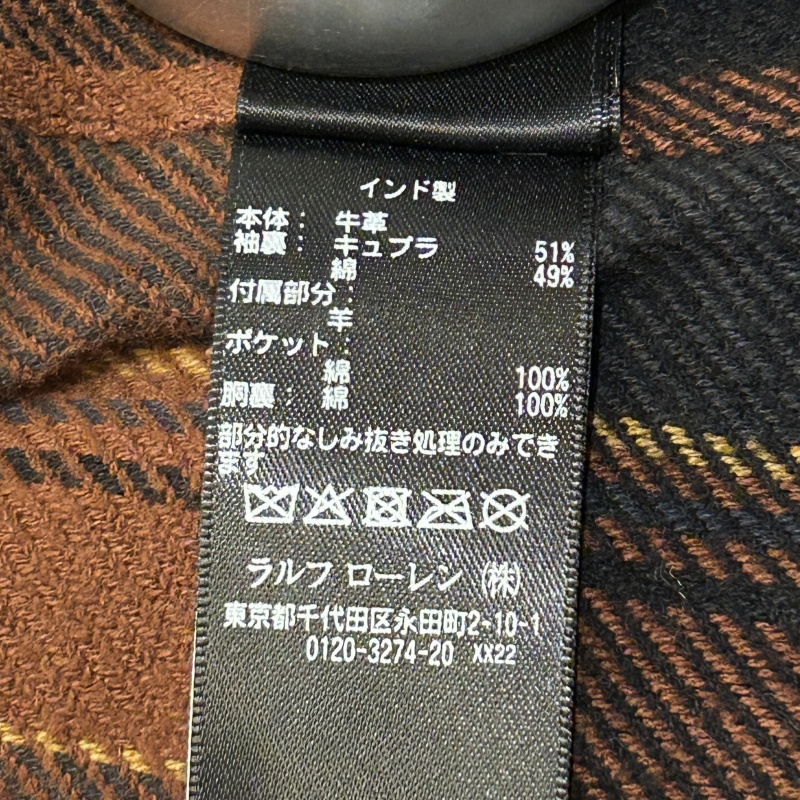 インド製
本体： 牛革
袖裏： キュプラ 51%
綿 49%
付属部分：
羊
ポケット：
綿 100%
胴裏： 綿 100%
部分的なしみ抜き処理のみでき
ます
ラルフ ローレン (株)
東京都千代田区永田町2-10-1
0120-3274-20 XX22